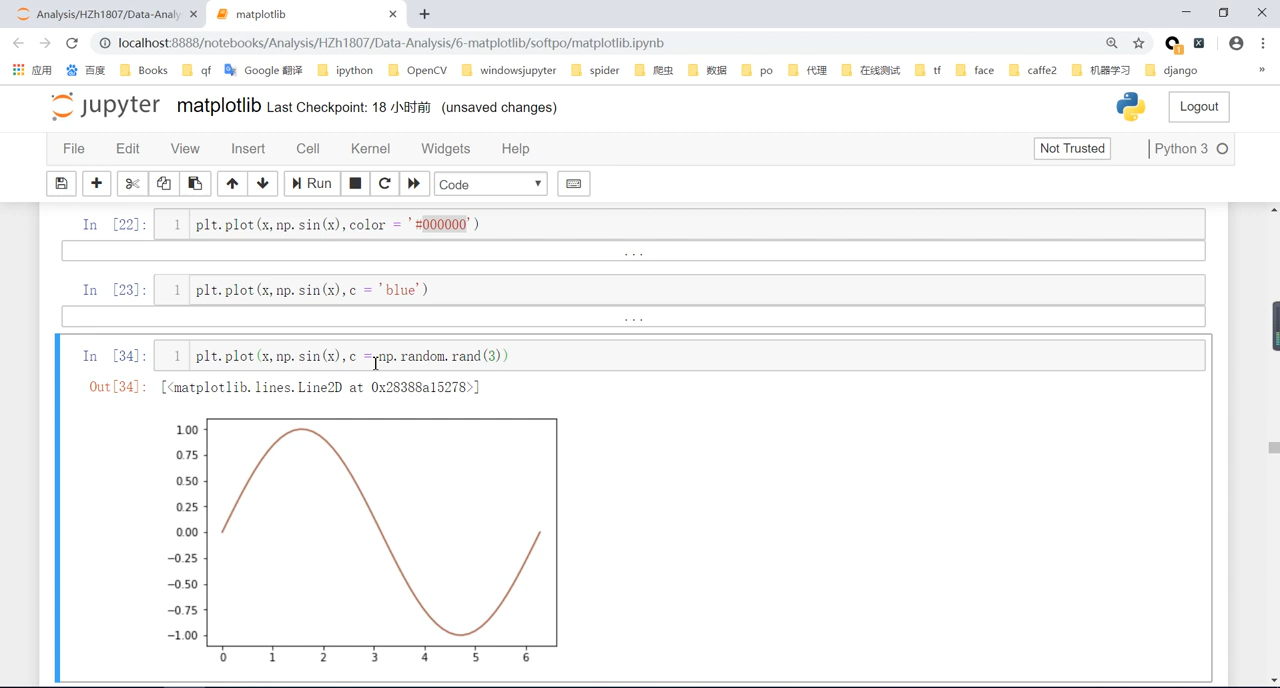 Analysis/HZh1807/Data-Analy
matplotlib
localhost:8888/notebooks/Analysis/HZh1807/Data-Analysis/6-matplotlib/softpo/matplotlib.ipynb
应用 百度 Books qf Google 翻译 ipython OpenCV windowsjupyter spider 爬虫 数据 po 代理 在线测试 tf face caffe2 机器学习 django »
jupyter matplotlib Last Checkpoint: 18 小时前 (unsaved changes)
Logout
File Edit View Insert Cell Kernel Widgets Help
Not Trusted
Python 3
Run
Code
In [22]: 1 plt.plot(x,np.sin(x),color = '#000000')
...
In [23]: 1 plt.plot(x,np.sin(x),c = 'blue')
...
In [34]: 1 plt.plot(x,np.sin(x),c = np.random.rand(3))
Out[34]: [<matplotlib.lines.Line2D at 0x28388a15278>]
1.00
0.75
0.50
0.25
0.00
−0.25
−0.50
−0.75
−1.00
0 1 2 3 4 5 6